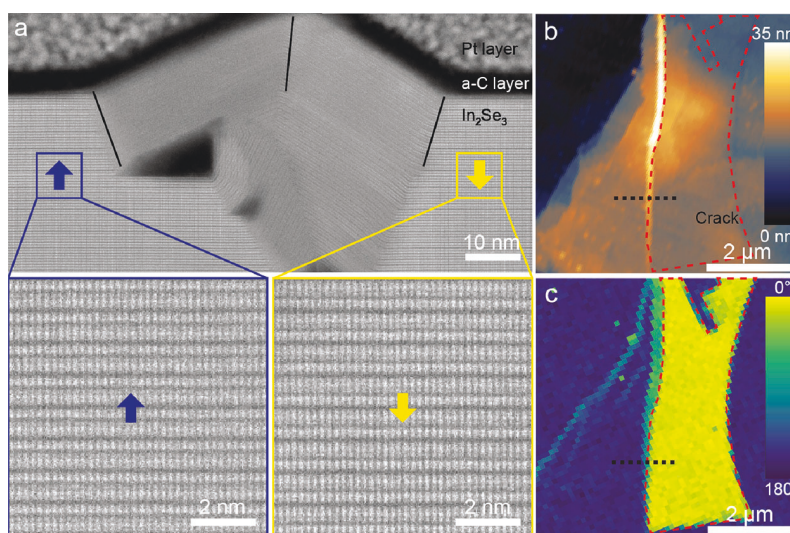 a
Pt layer
a-C layer
In₂Se₃
10 nm
2 nm
2 nm
b
35 nm
Crack
0 nm
2 µm
c
0°
180
2 µm